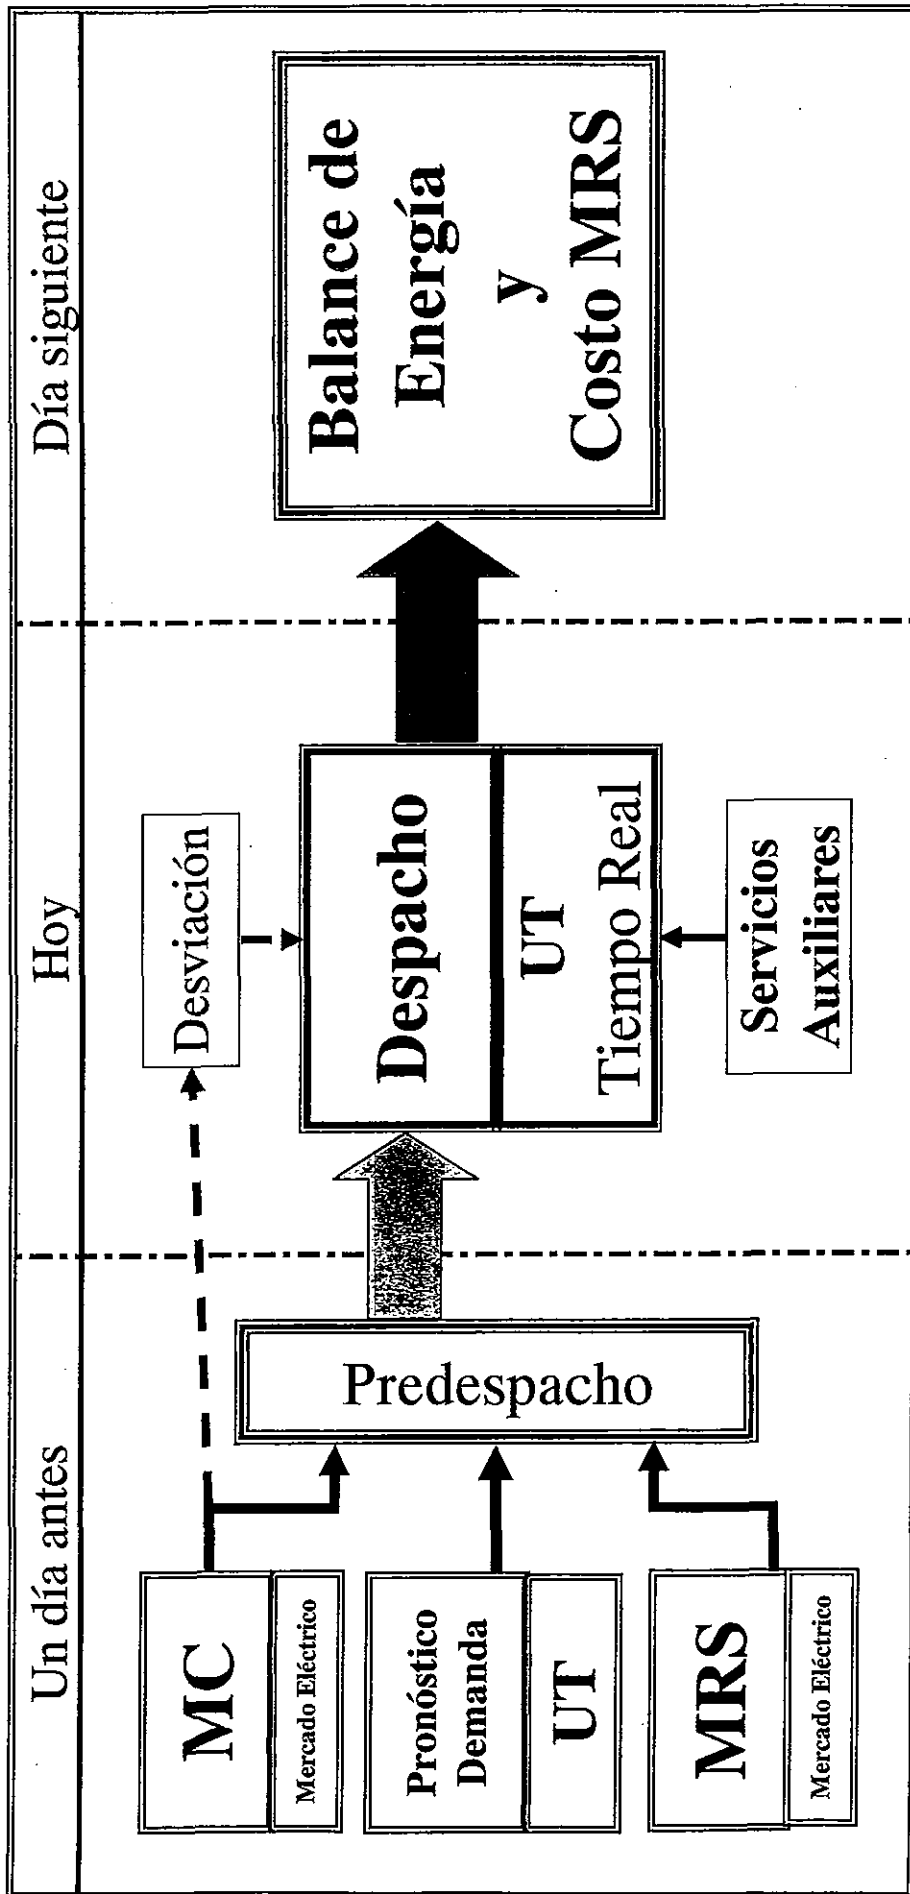 Un día antes
Hoy
Día siguiente
MC
Mercado Eléctrico
Pronóstico
Demanda
UT
MRS
Mercado Eléctrico
Predespacho
Desviación
Despacho
UT
Tiempo Real
Servicios
Auxiliares
Balance de
Energía
y
Costo MRS